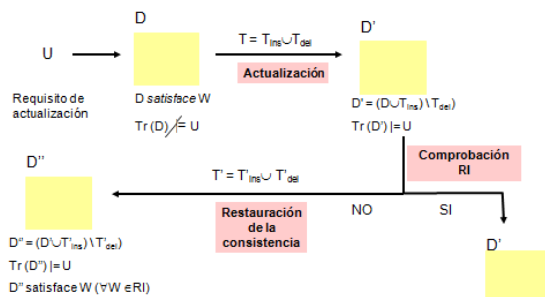 D
D'
U
T = Tins∪Tdel
Actualización
Requisito de
actualización
D satisface W
Tr (D) |≠ U
D' = (D∪Tins) \ Tdel)
Tr (D') |= U
D''
T' = T'ins∪ T'del
Comprobación
RI
Restauración
de la
consistencia
NO
SI
D'
D'' = (D'∪T'ins) \ T'del)
Tr (D'') |= U
D'' satisface W (∀W ∈RI)